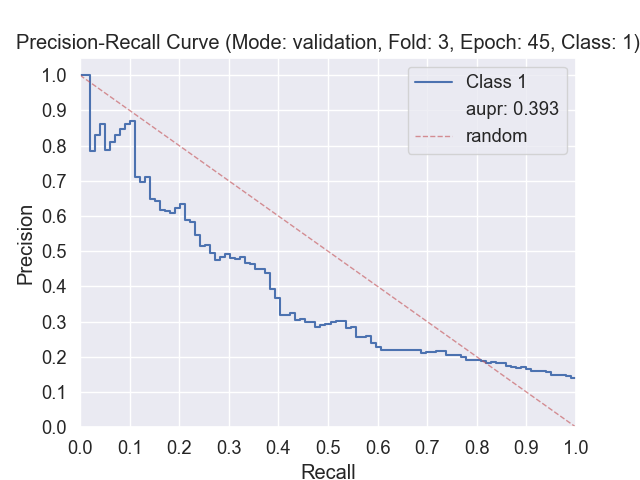 Precision-Recall Curve (Mode: validation, Fold: 3, Epoch: 45, Class: 1)
1.0
0.9
0.8
0.7
0.6
0.5
0.4
0.3
0.2
0.1
0.0
Precision
Class 1
aupr: 0.393
random
0.0 0.1 0.2 0.3 0.4 0.5 0.6 0.7 0.8 0.9 1.0
Recall